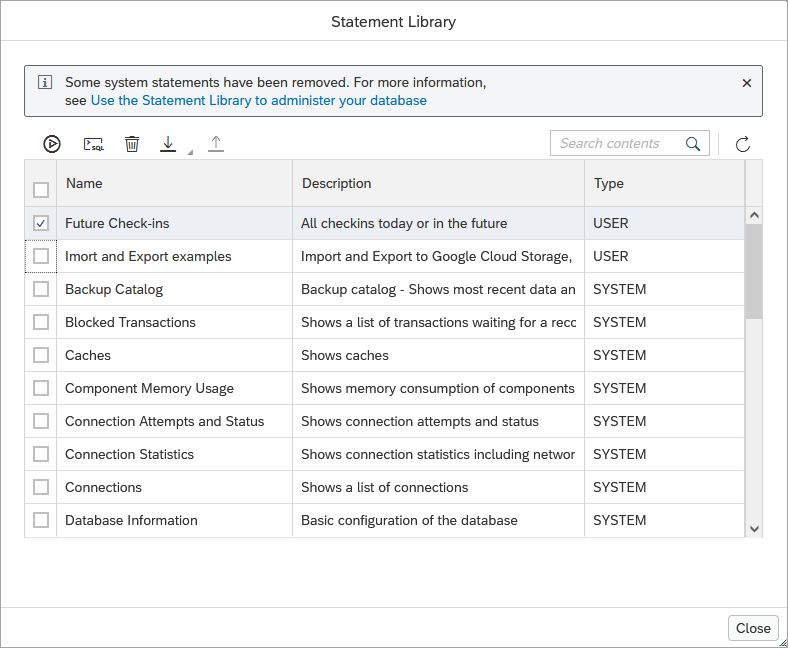 Statement Library
Some system statements have been removed. For more information,
see Use the Statement Library to administer your database
SQL
Search contents
Name Description Type
Future Check-ins All checkins today or in the future USER
Imort and Export examples Import and Export to Google Cloud Storage, USER
Backup Catalog Backup catalog - Shows most recent data an SYSTEM
Blocked Transactions Shows a list of transactions waiting for a recc SYSTEM
Caches Shows caches SYSTEM
Component Memory Usage Shows memory consumption of components SYSTEM
Connection Attempts and Status Shows connection attempts and status SYSTEM
Connection Statistics Shows connection statistics including networ SYSTEM
Connections Shows a list of connections SYSTEM
Database Information Basic configuration of the database SYSTEM
Close